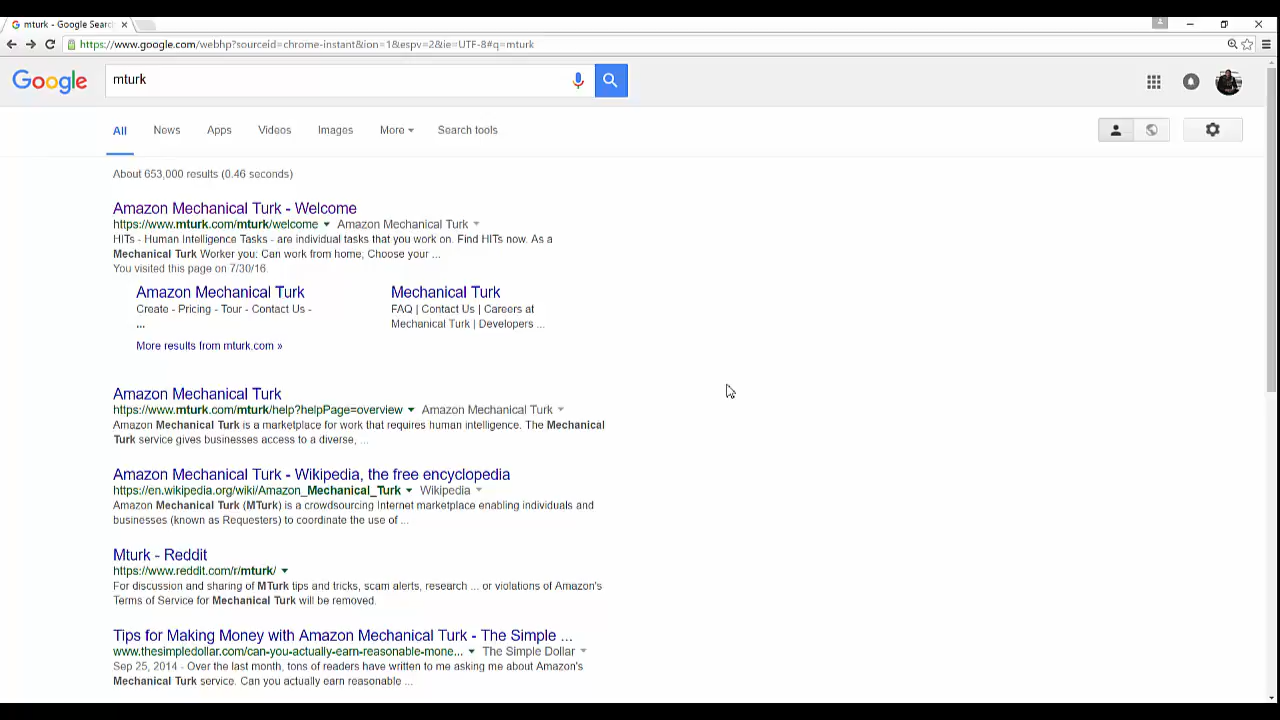 mturk - Google Searc
https://www.google.com/webhp?sourceid=chrome-instant&ion=1&espv=2&ie=UTF-8#q=mturk
Google
mturk
All News Apps Videos Images More Search tools
About 653,000 results (0.46 seconds)
Amazon Mechanical Turk - Welcome
https://www.mturk.com/mturk/welcome Amazon Mechanical Turk
HITs - Human Intelligence Tasks - are individual tasks that you work on. Find HITs now. As a
Mechanical Turk Worker you: Can work from home, Choose your ...
You visited this page on 7/30/16.
Amazon Mechanical Turk
Create - Pricing - Tour - Contact Us -
...
Mechanical Turk
FAQ | Contact Us | Careers at
Mechanical Turk | Developers ...
More results from mturk.com »
Amazon Mechanical Turk
https://www.mturk.com/mturk/help?helpPage=overview Amazon Mechanical Turk
Amazon Mechanical Turk is a marketplace for work that requires human intelligence. The Mechanical
Turk service gives businesses access to a diverse, ...
Amazon Mechanical Turk - Wikipedia, the free encyclopedia
https://en.wikipedia.org/wiki/Amazon_Mechanical_Turk Wikipedia
Amazon Mechanical Turk (MTurk) is a crowdsourcing Internet marketplace enabling individuals and
businesses (known as Requesters) to coordinate the use of ...
Mturk - Reddit
https://www.reddit.com/r/mturk/
For discussion and sharing of MTurk tips and tricks, scam alerts, research ... or violations of Amazon's
Terms of Service for Mechanical Turk will be removed.
Tips for Making Money with Amazon Mechanical Turk - The Simple ...
www.thesimpledollar.com/can-you-actually-earn-reasonable-mone... The Simple Dollar
Sep 25, 2014 - Over the last month, tons of readers have written to me asking me about Amazon's
Mechanical Turk service. Can you actually earn reasonable ...